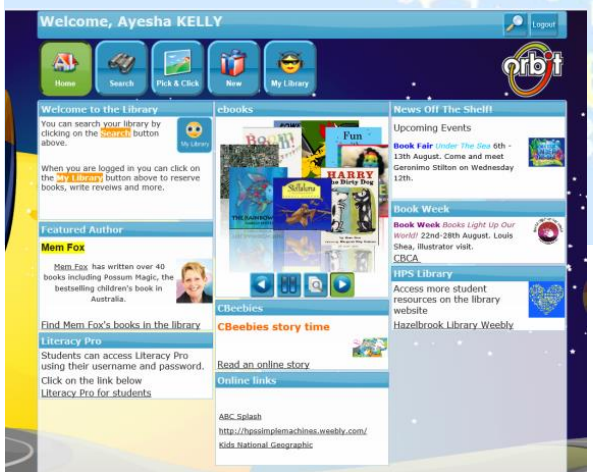 Welcome, Ayesha KELLY
Logout
Home
Search
Pick & Click
New
My Library
orbit
Welcome to the Library
You can search your library by
clicking on the Search button
above.
My Library
When you are logged in you can click on
the My Library button above to reserve
books, write reveiws and more.
Featured Author
Mem Fox
Mem Fox has written over 40
books including Possum Magic, the
bestselling children's book in
Australia.
Find Mem Fox's books in the library
Literacy Pro
Students can access Literacy Pro
using their username and password.
Click on the link below
Literacy Pro for students
ebooks
BOOM
Fun
HARRY
the Dirty Dog
Stellaluna
THE RAINBOW
CBeebies
CBeebies story time
Read an online story
Online links
ABC Splash
http://hpssimplemachines.weebly.com/
Kids National Geographic
News Off The Shelf!
Upcoming Events
Book Fair Under The Sea 6th -
13th August. Come and meet
Geronimo Stilton on Wednesday
12th.
Book Week
Book Week Books Light Up Our
World! 22nd-28th August. Louis
Shea, illustrator visit.
CBCA
HPS Library
Access more student
resources on the library
website
Hazelbrook Library Weebly